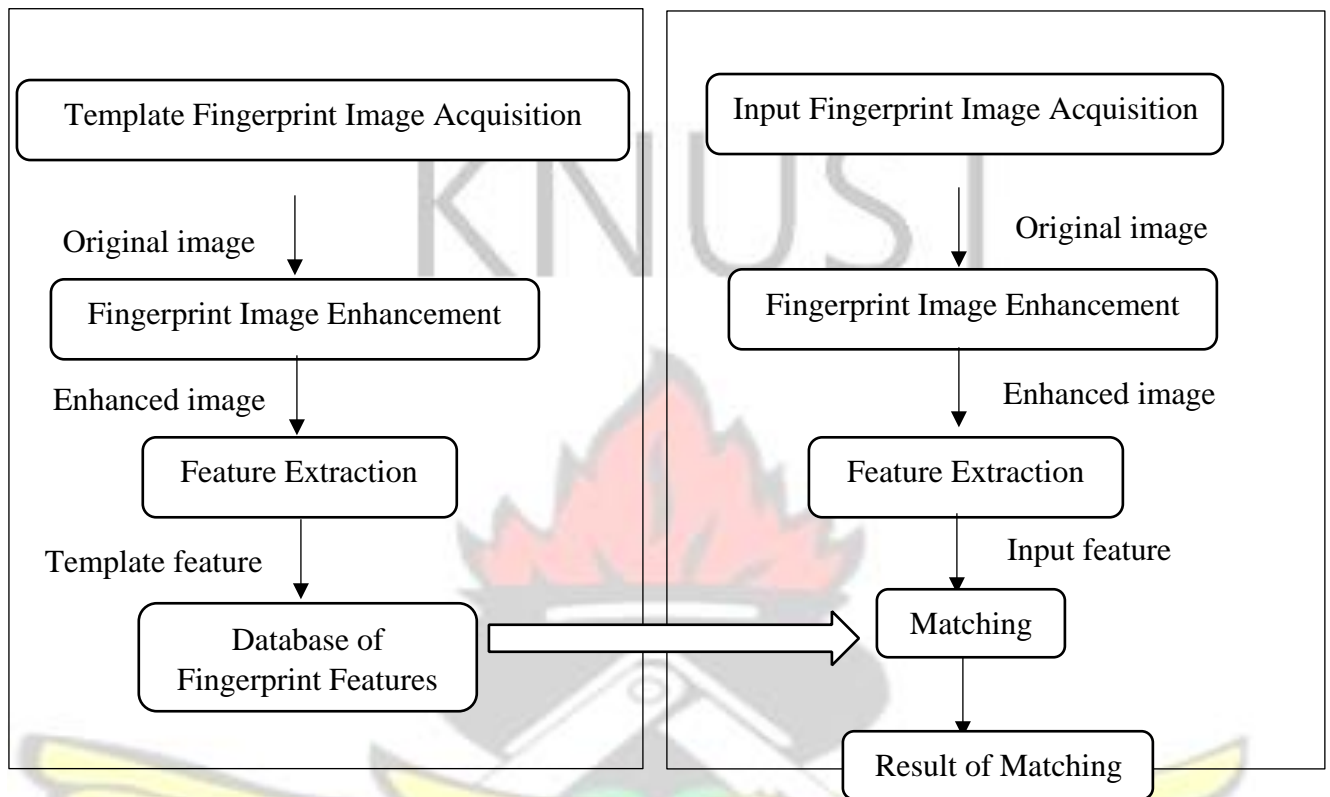 Template Fingerprint Image Acquisition
Original image
Fingerprint Image Enhancement
Enhanced image
Feature Extraction
Template feature
Database of
Fingerprint Features
Input Fingerprint Image Acquisition
Original image
Fingerprint Image Enhancement
Enhanced image
Feature Extraction
Input feature
Matching
Result of Matching
KNUST